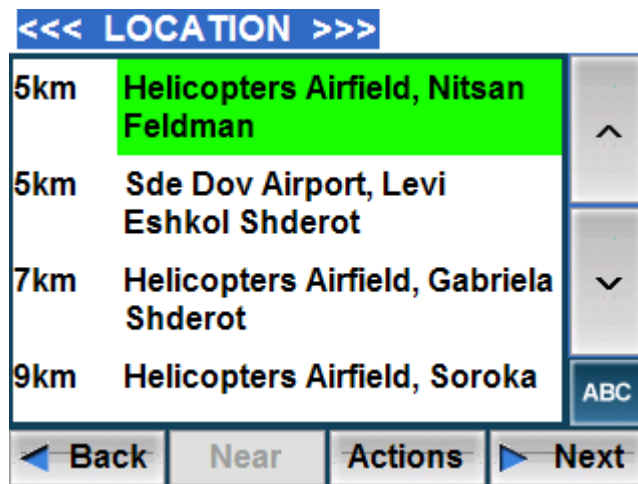 <<< LOCATION >>>
5km Helicopters Airfield, Nitsan
Feldman
5km Sde Dov Airport, Levi
Eshkol Shderot
7km Helicopters Airfield, Gabriela
Shderot
9km Helicopters Airfield, Soroka
ABC
Back Near Actions Next